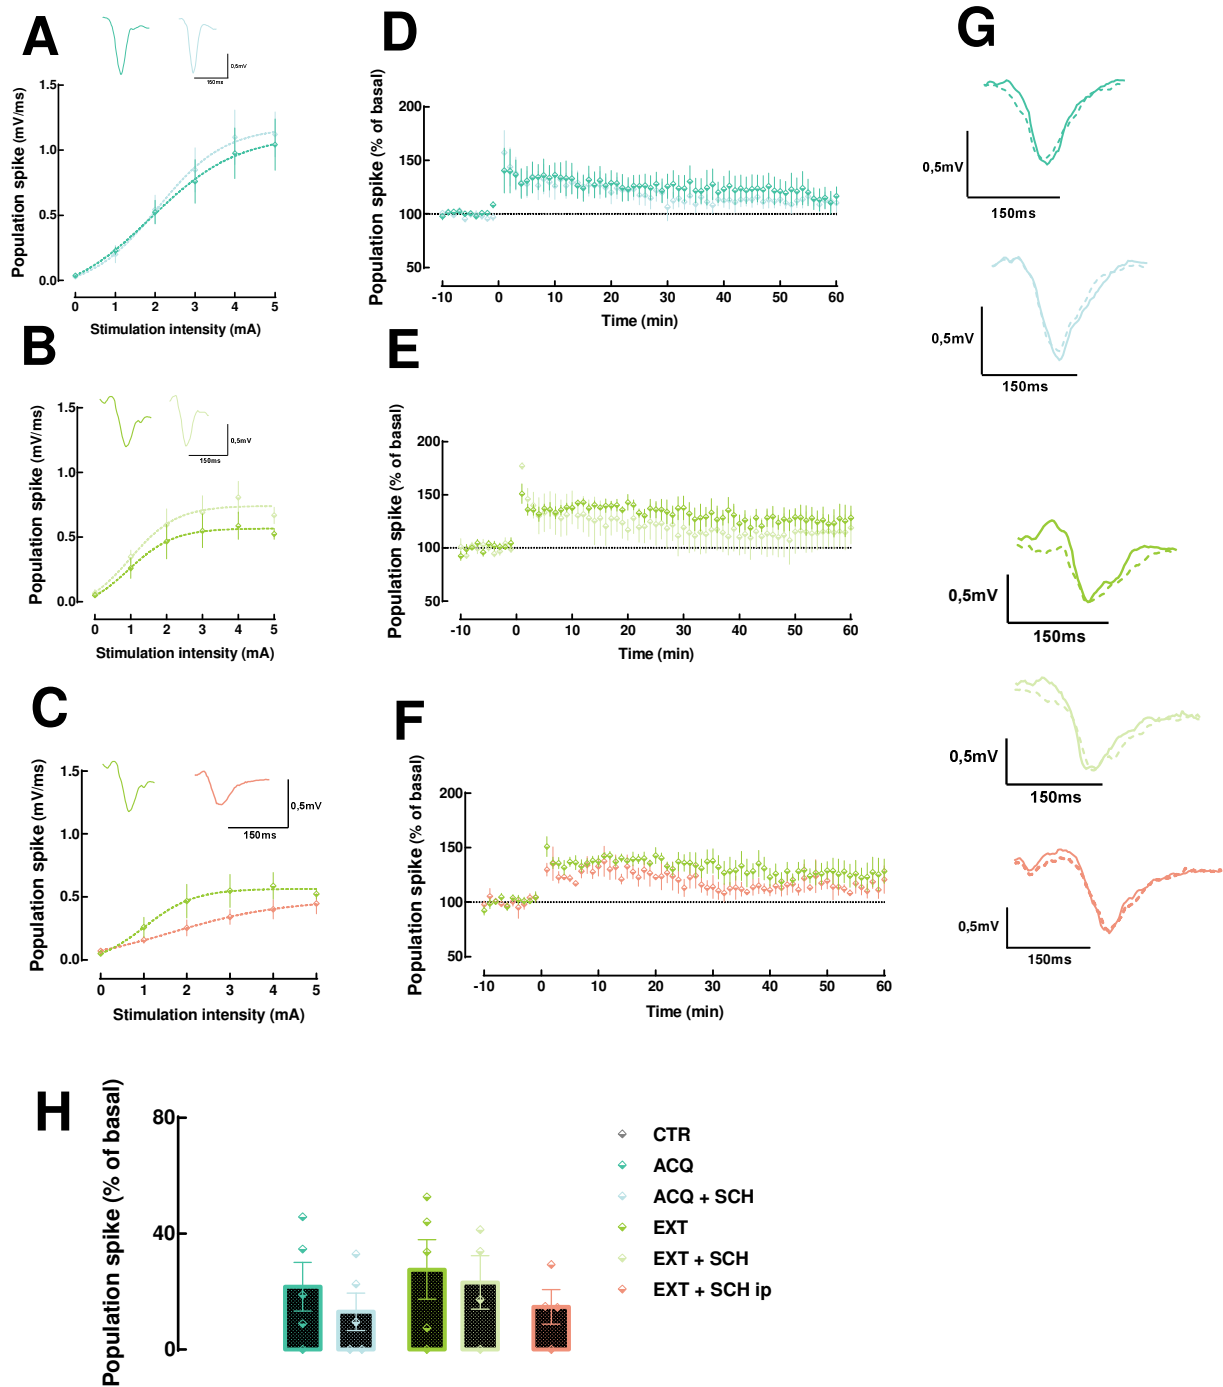 A
0,5mV
150ms
Population spike (mV/ms)
1.5
1.0
0.5
0.0
0 1 2 3 4 5
Stimulation intensity (mA)
B
0,5mV
150ms
Population spike (mV/ms)
1.5
1.0
0.5
0.0
0 1 2 3 4 5
Stimulation intensity (mA)
C
0,5mV
150ms
Population spike (mV/ms)
1.5
1.0
0.5
0.0
0 1 2 3 4 5
Stimulation intensity (mA)
D
Population spike (% of basal)
200
150
100
50
-10 0 10 20 30 40 50 60
Time (min)
E
Population spike (% of basal)
200
150
100
50
-10 0 10 20 30 40 50 60
Time (min)
F
Population spike (% of basal)
200
150
100
50
-10 0 10 20 30 40 50 60
Time (min)
G
0,5mV
150ms
0,5mV
150ms
0,5mV
150ms
0,5mV
150ms
0,5mV
150ms
H
Population spike (% of basal)
80
40
0
CTR
ACQ
ACQ + SCH
EXT
EXT + SCH
EXT + SCH ip